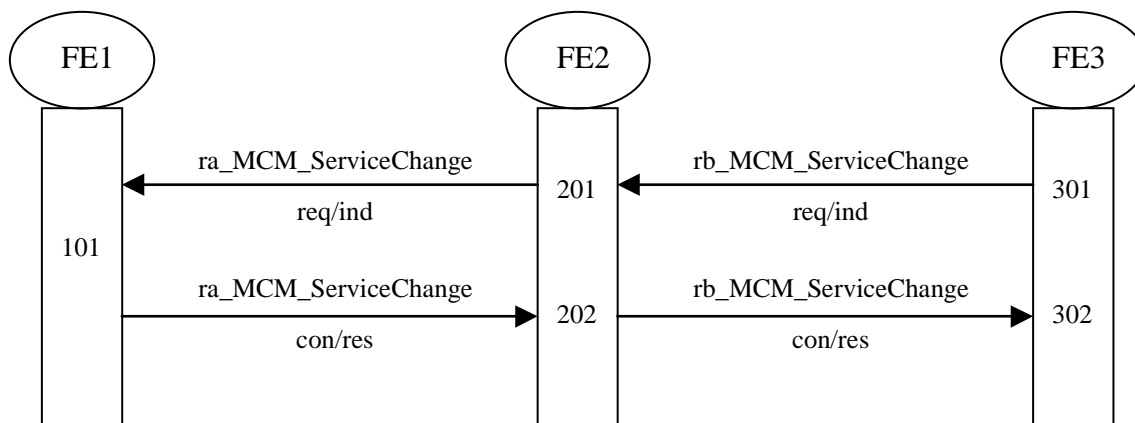 FE1
FE2
FE3
ra_MCM_ServiceChange
rb_MCM_ServiceChange
201
301
req/ind
req/ind
101
ra_MCM_ServiceChange
rb_MCM_ServiceChange
202
302
con/res
con/res